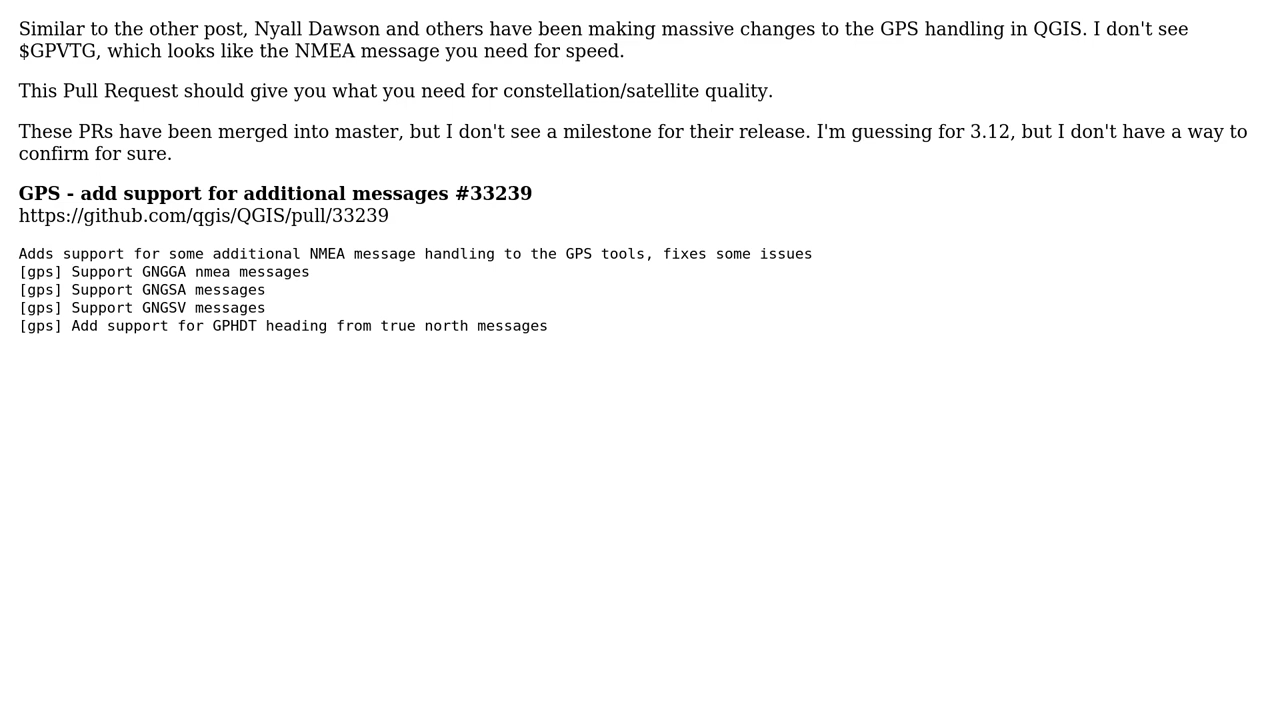 Similar to the other post, Nyall Dawson and others have been making massive changes to the GPS handling in QGIS. I don't see
$GPVTG, which looks like the NMEA message you need for speed.
This Pull Request should give you what you need for constellation/satellite quality.
These PRs have been merged into master, but I don't see a milestone for their release. I'm guessing for 3.12, but I don't have a way to
confirm for sure.
GPS - add support for additional messages #33239
https://github.com/qgis/QGIS/pull/33239
Adds support for some additional NMEA message handling to the GPS tools, fixes some issues
[gps] Support GNGGA nmea messages
[gps] Support GNGSA messages
[gps] Support GNGSV messages
[gps] Add support for GPHDT heading from true north messages